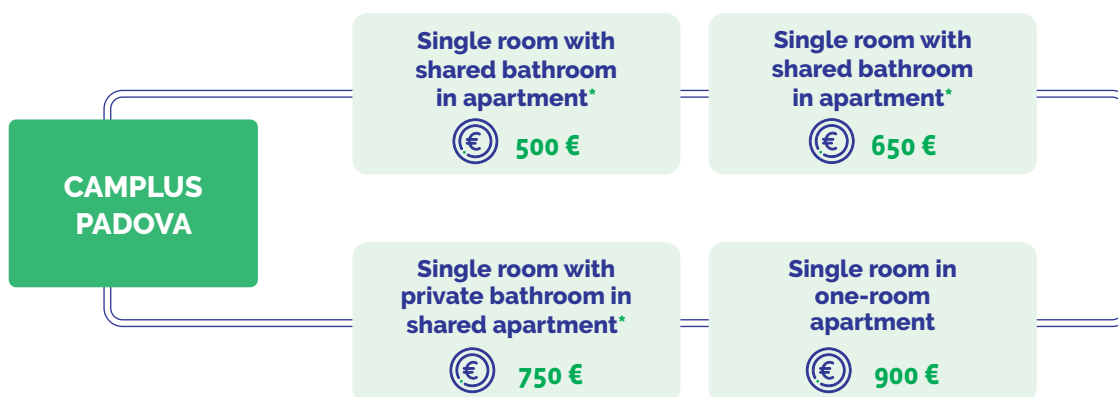 CAMPLUS
PADOVA
Single room with
shared bathroom
in apartment*
€ 500 €
Single room with
shared bathroom
in apartment*
€ 650 €
Single room with
private bathroom in
shared apartment*
€ 750 €
Single room in
one-room
apartment
€ 900 €